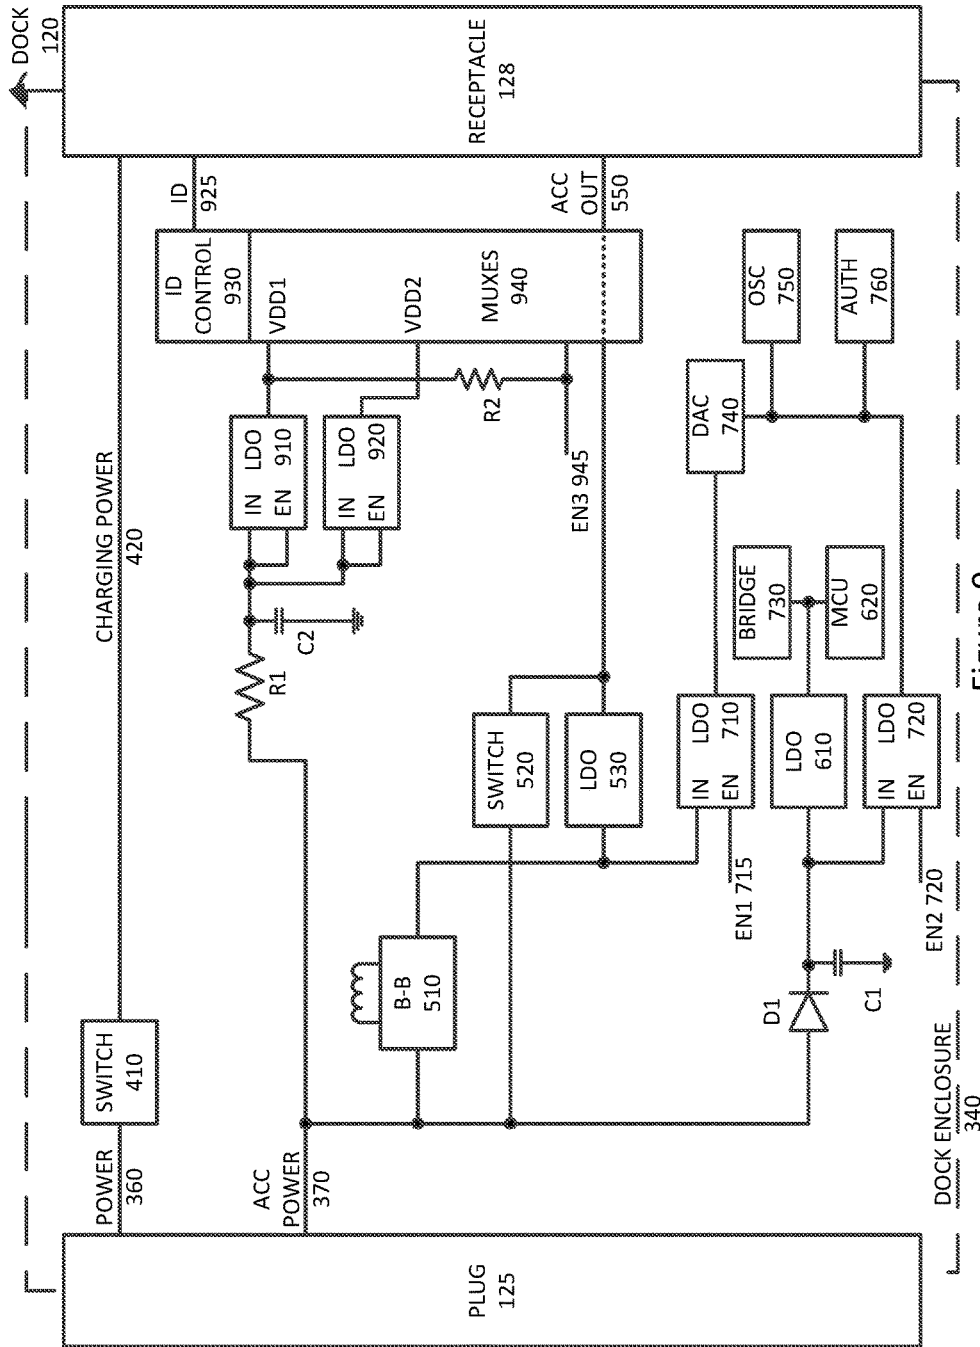 DOCK
120
PLUG
125
POWER
360
SWITCH
410
CHARGING POWER
420
RECEPTACLE
128
ACC
POWER
370
R1
C2
IN
EN
LDO
910
IN
EN
LDO
920
ID
CONTROL
930
ID
925
VDD1
VDD2
MUXES
940
R2
EN3 945
ACC
OUT
550
B-B
510
SWITCH
520
LDO
530
IN
EN
LDO
710
EN1 715
DAC
740
OSC
750
AUTH
760
BRIDGE
730
MCU
620
LDO
610
IN
EN
LDO
720
EN2 720
D1
C1
DOCK ENCLOSURE
340